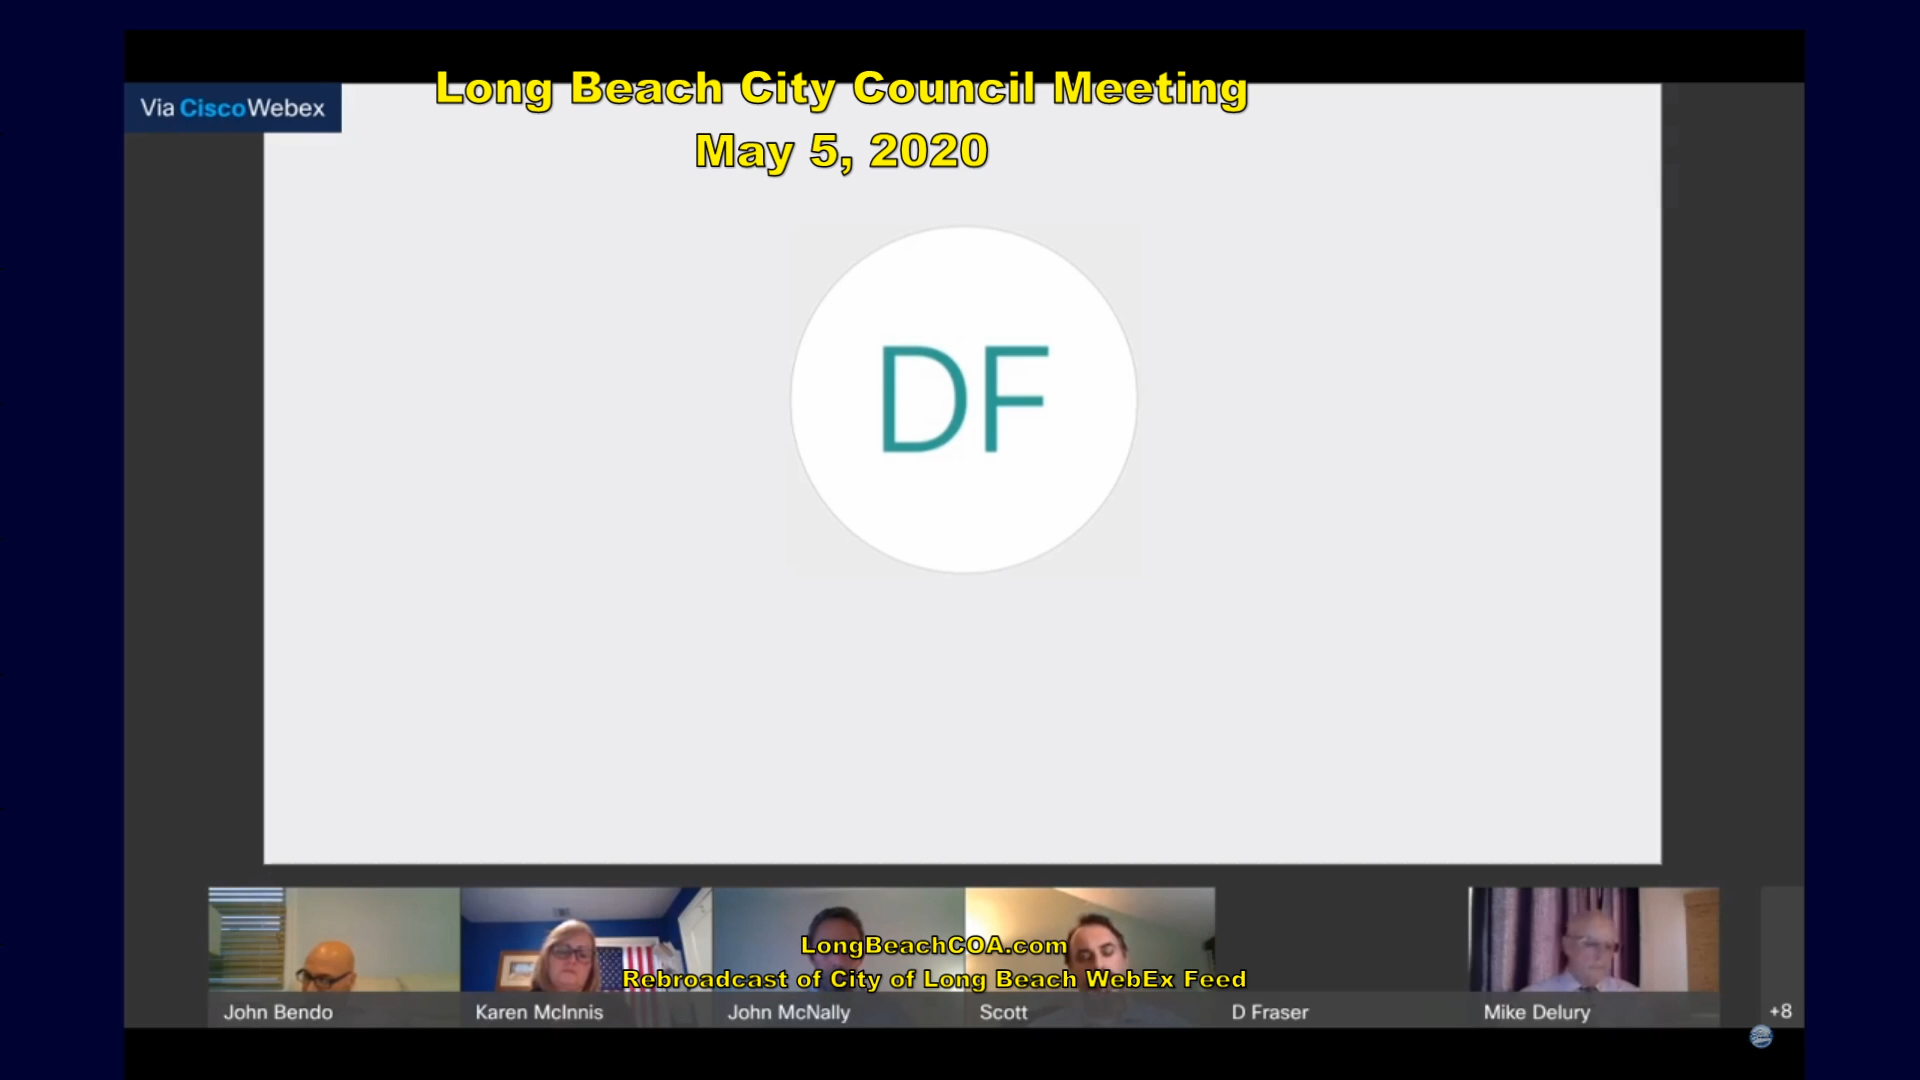 Long Beach City Council Meeting
May 5, 2020
Via CiscoWebex
DF
LongBeachCOA.com
Rebroadcast of City of Long Beach WebEx Feed
John Bendo
Karen McInnis
John McNally
Scott
D Fraser
Mike Delury
+8